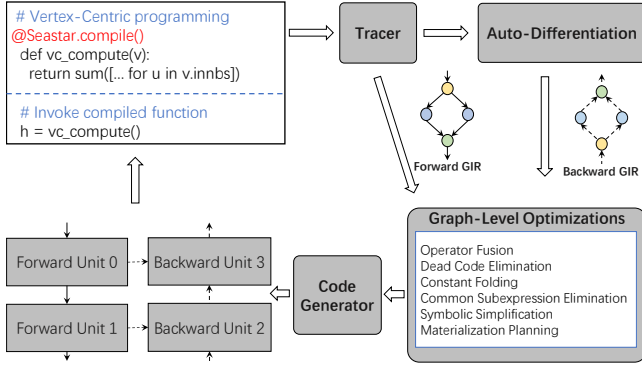 # Vertex-Centric programming
@Seastar.compile()
def vc_compute(v):
return sum([... for u in v.innbs])
# Invoke compiled function
h = vc_compute()
Tracer
Auto-Differentiation
Forward GIR
Backward GIR
Graph-Level Optimizations
Operator Fusion
Dead Code Elimination
Constant Folding
Common Subexpression Elimination
Symbolic Simplification
Materialization Planning
Code
Generator
Forward Unit 0
Backward Unit 3
Forward Unit 1
Backward Unit 2